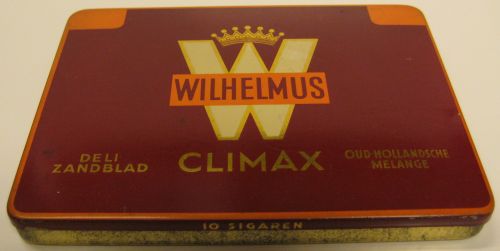 W
WILHELMUS
DELI
ZANDBLAD
CLIMAX
OUD-HOLLANDSCHE
MELANGE
10 SIGAREN